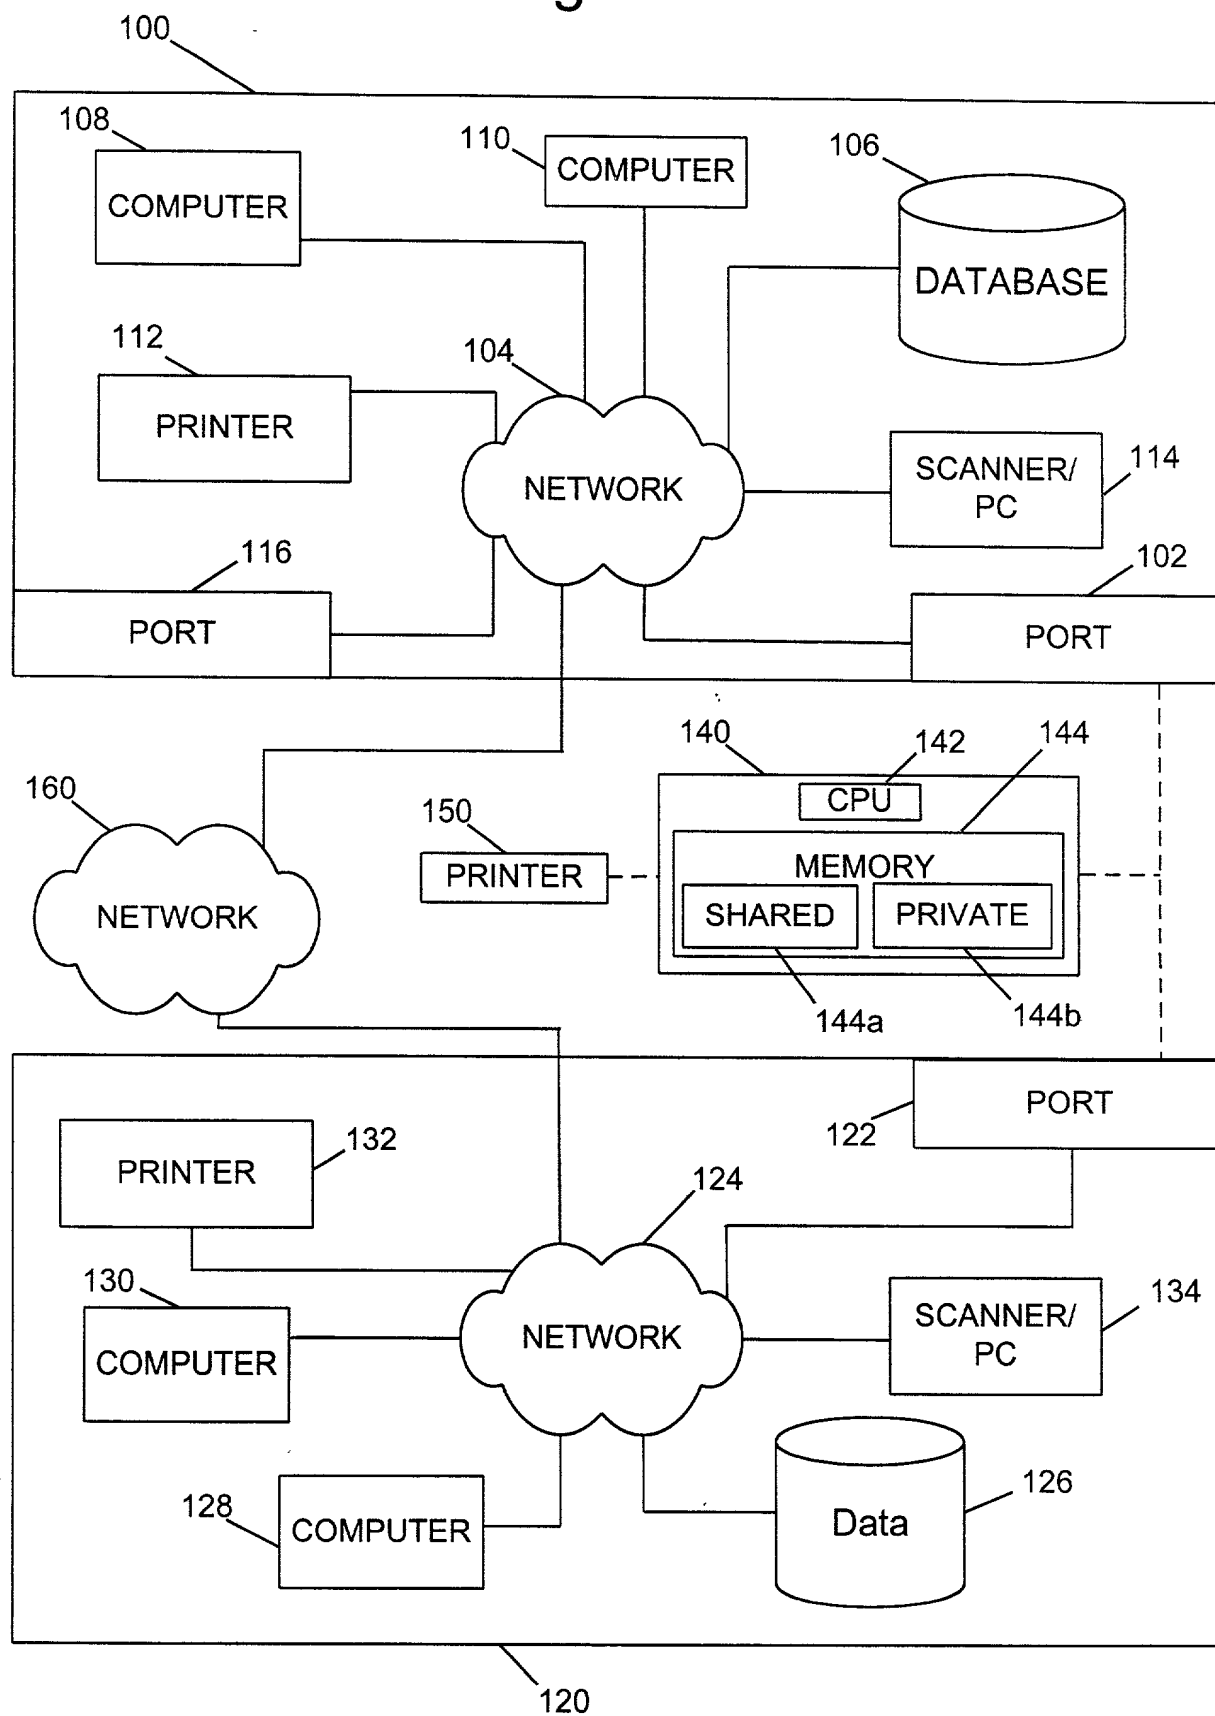 100
108
110
106
COMPUTER
COMPUTER
DATABASE
112
104
PRINTER
NETWORK
SCANNER/
PC
114
116
102
PORT
PORT
140
142
144
160
150
CPU
PRINTER
MEMORY
NETWORK
SHARED
PRIVATE
144a
144b
PORT
122
132
PRINTER
124
130
COMPUTER
NETWORK
SCANNER/
PC
134
128
COMPUTER
Data
126
120